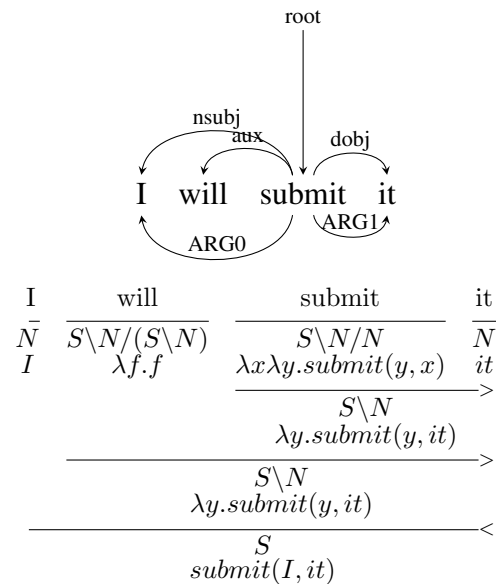 root
nsubj
aux
dobj
I will submit it
ARG0
ARG1
I will submit it
N S\N/(S\N) S\N/N N
I λf.f λxλy.submit(y, x) it
>
S\N
λy.submit(y, it)
>
S\N
λy.submit(y, it)
<
S
submit(I, it)